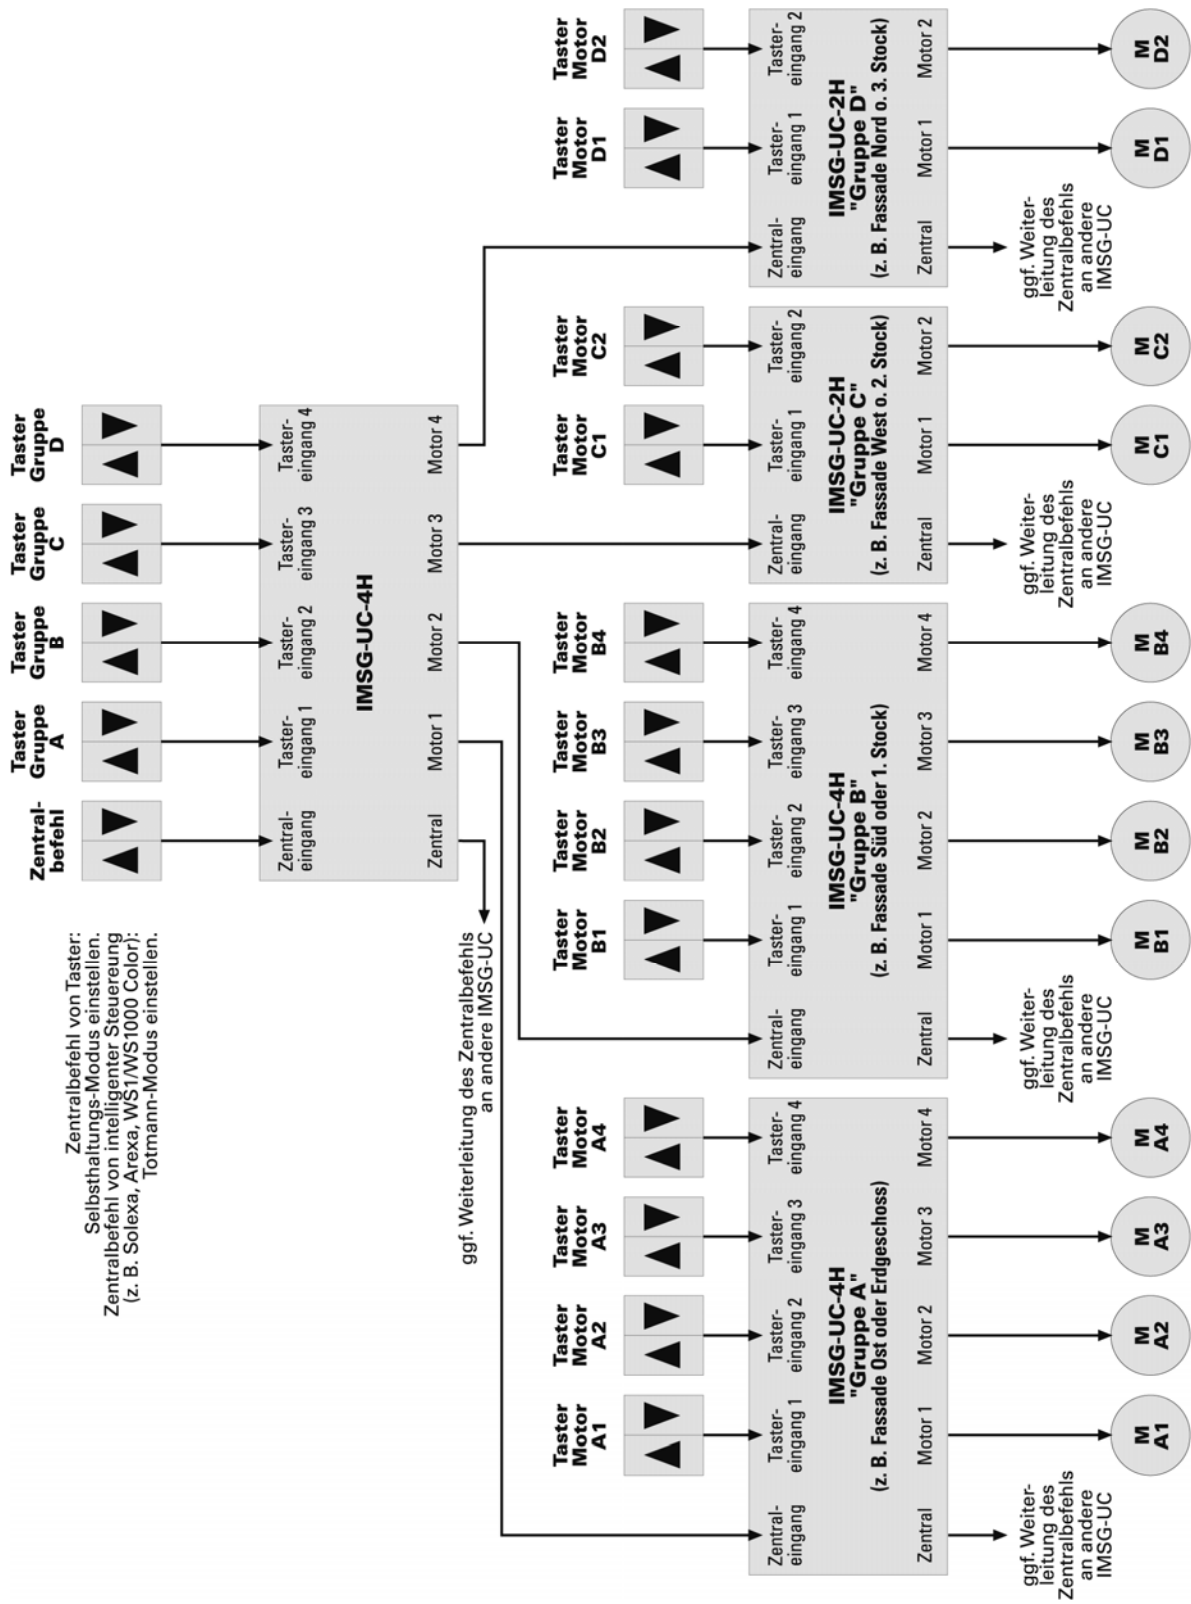 Zentralbefehl von Taster:
Selbsthaltungs-Modus einstellen.
Zentralbefehl von intelligenter Steuereung
(z. B. Solexa, Arexa, WS1/WS1000 Color):
Totmann-Modus einstellen.
Zentral-
befehl
Taster
Gruppe
A
Taster
Gruppe
B
Taster
Gruppe
C
Taster
Gruppe
D
Zentral-
eingang
Taster-
eingang 1
Taster-
eingang 2
Taster-
eingang 3
Taster-
eingang 4
IMSG-UC-4H
Zentral
Motor 1
Motor 2
Motor 3
Motor 4
ggf. Weiterleitung des Zentralbefehls
an andere IMSG-UC
Taster
Motor
A1
Taster
Motor
A2
Taster
Motor
A3
Taster
Motor
A4
Zentral-
eingang
Taster-
eingang 1
Taster-
eingang 2
Taster-
eingang 3
Taster-
eingang 4
IMSG-UC-4H
"Gruppe A"
(z. B. Fassade Ost oder Erdgeschoss)
Zentral
Motor 1
Motor 2
Motor 3
Motor 4
ggf. Weiter-
leitung des
Zentralbefehls
an andere
IMSG-UC
M
A1
M
A2
M
A3
M
A4
Taster
Motor
B1
Taster
Motor
B2
Taster
Motor
B3
Taster
Motor
B4
Zentral-
eingang
Taster-
eingang 1
Taster-
eingang 2
Taster-
eingang 3
Taster-
eingang 4
IMSG-UC-4H
"Gruppe B"
(z. B. Fassade Süd oder 1. Stock)
Zentral
Motor 1
Motor 2
Motor 3
Motor 4
ggf. Weiter-
leitung des
Zentralbefehls
an andere
IMSG-UC
M
B1
M
B2
M
B3
M
B4
Taster
Motor
C1
Taster
Motor
C2
Zentral-
eingang
Taster-
eingang 1
Taster-
eingang 2
IMSG-UC-2H
"Gruppe C"
(z. B. Fassade West o. 2. Stock)
Zentral
Motor 1
Motor 2
ggf. Weiter-
leitung des
Zentralbefehls
an andere
IMSG-UC
M
C1
M
C2
Taster
Motor
D1
Taster
Motor
D2
Zentral-
eingang
Taster-
eingang 1
Taster-
eingang 2
IMSG-UC-2H
"Gruppe D"
(z. B. Fassade Nord o. 3. Stock)
Zentral
Motor 1
Motor 2
ggf. Weiter-
leitung des
Zentralbefehls
an andere
IMSG-UC
M
D1
M
D2